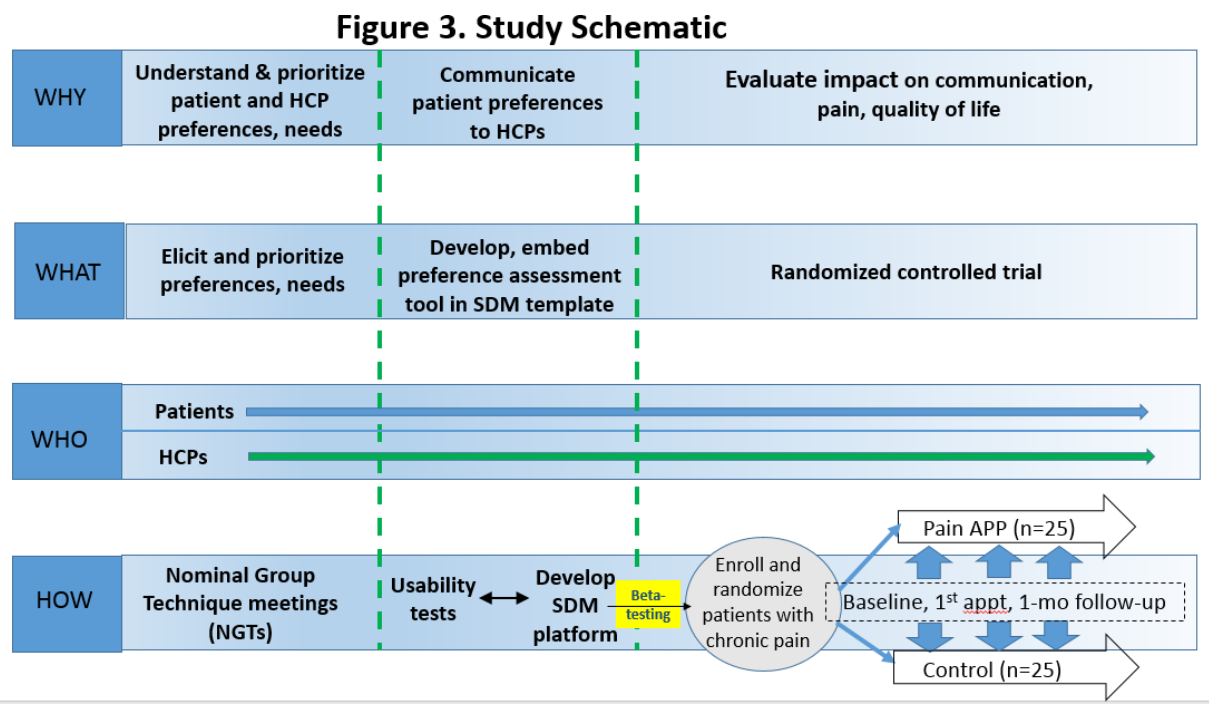 Figure 3. Study Schematic
WHY
Understand & prioritize
patient and HCP
preferences, needs
Communicate
patient preferences
to HCPs
Evaluate impact on communication,
pain, quality of life
WHAT
Elicit and prioritize
preferences, needs
Develop, embed
preference assessment
tool in SDM template
Randomized controlled trial
WHO
Patients
HCPs
HOW
Nominal Group
Technique meetings
(NGTs)
Usability
tests
Develop
SDM
platform
Beta-
testing
Enroll and
randomize
patients with
chronic pain
Pain APP (n=25)
Baseline, 1st appt, 1-mo follow-up
Control (n=25)